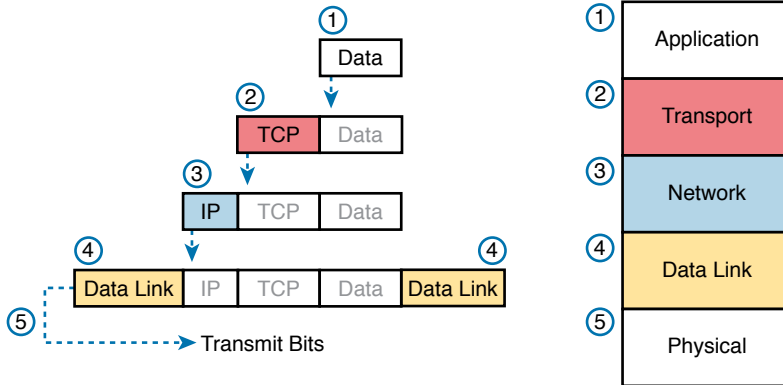 1
Data
2
TCP Data
3
IP TCP Data
4 4
Data Link IP TCP Data Data Link
5
Transmit Bits
1
Application
2
Transport
3
Network
4
Data Link
5
Physical